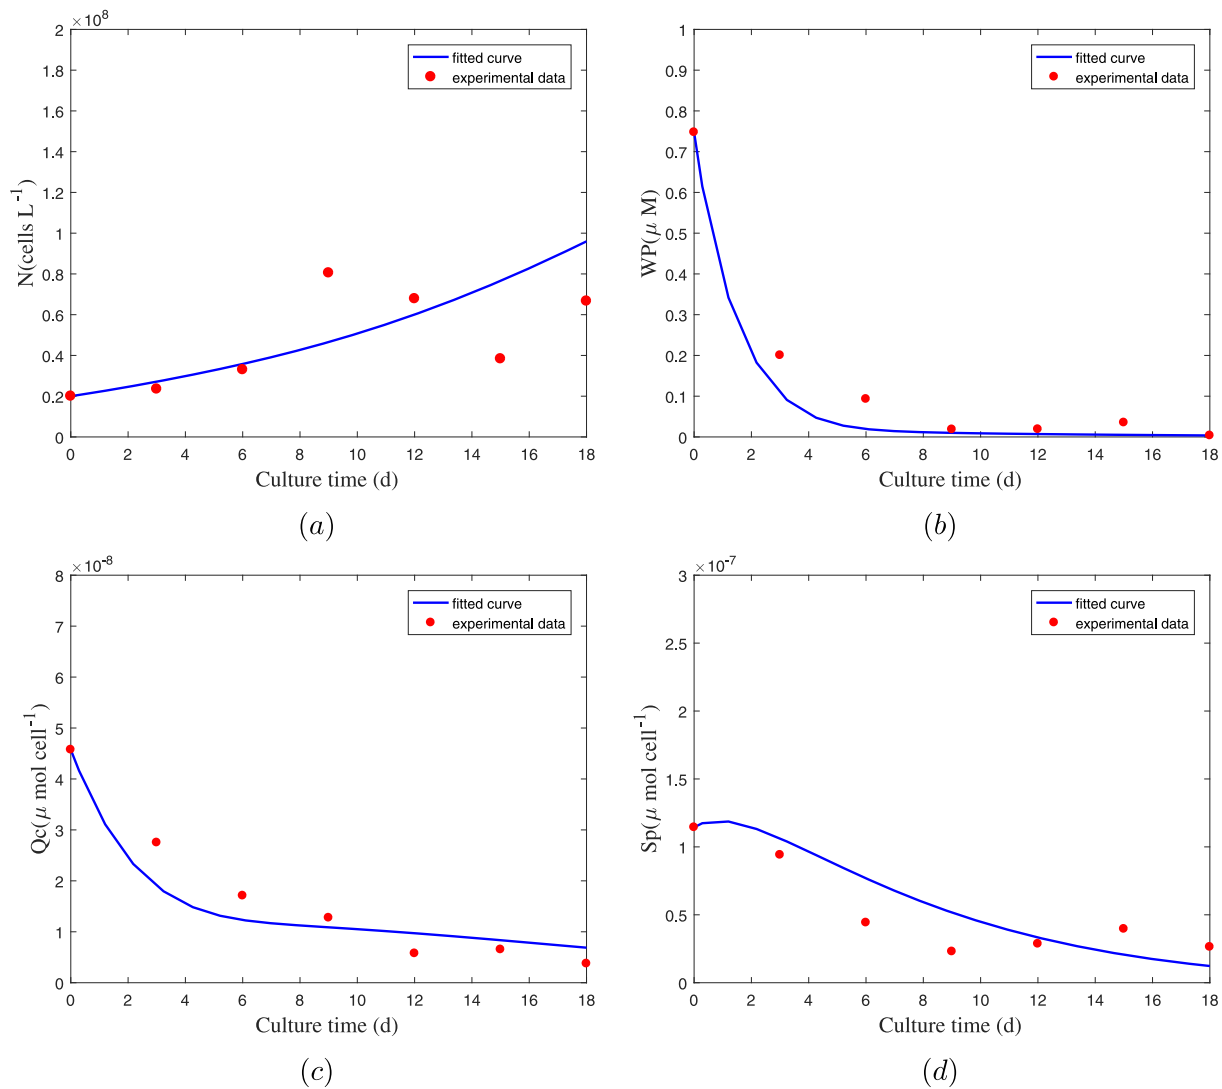 ×10^8
2
1.8
1.6
1.4
1.2
1
0.8
0.6
0.4
0.2
0
N(cells L^-1)
fitted curve
experimental data
0 2 4 6 8 10 12 14 16 18
Culture time (d)
(a)
1
0.9
0.8
0.7
0.6
0.5
0.4
0.3
0.2
0.1
0
WP(μ M)
fitted curve
experimental data
0 2 4 6 8 10 12 14 16 18
Culture time (d)
(b)
×10^-8
8
7
6
5
4
3
2
1
0
Qc(μ mol cell^-1)
fitted curve
experimental data
0 2 4 6 8 10 12 14 16 18
Culture time (d)
(c)
×10^-7
3
2.5
2
1.5
1
0.5
0
Sp(μ mol cell^-1)
fitted curve
experimental data
0 2 4 6 8 10 12 14 16 18
Culture time (d)
(d)